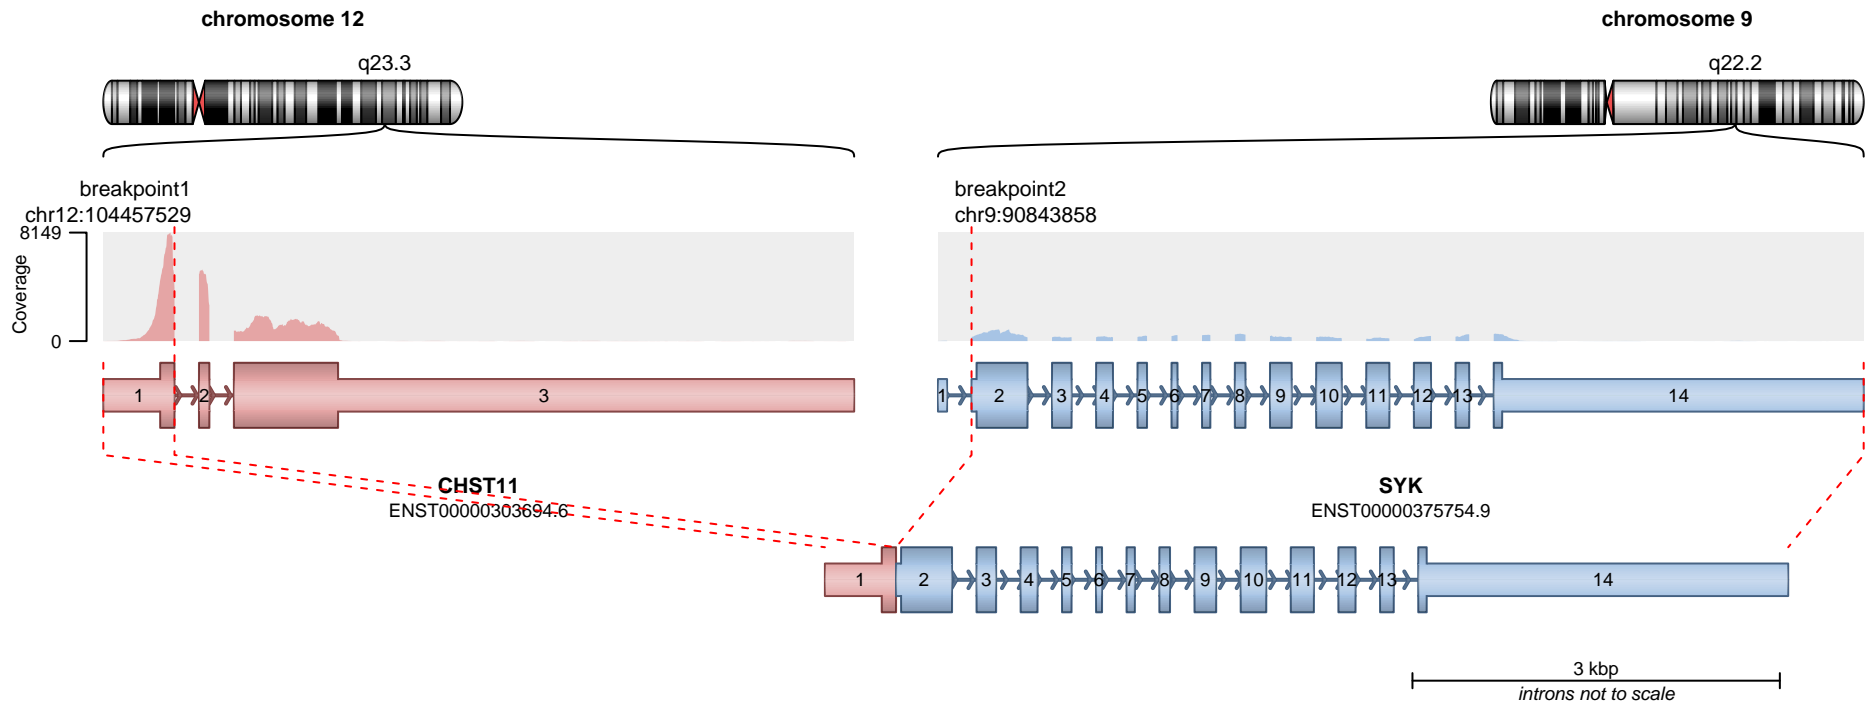 chromosome 12
chromosome 9
q23.3
q22.2
breakpoint1
chr12:104457529
breakpoint2
chr9:90843858
8149
Coverage
0
1 2 3
1 2 3 4 5 6 7 8 9 10 11 12 13 14
CHST11
ENST00000303694.6
SYK
ENST00000375754.9
1 2 3 4 5 6 7 8 9 10 11 12 13 14
3 kbp
introns not to scale